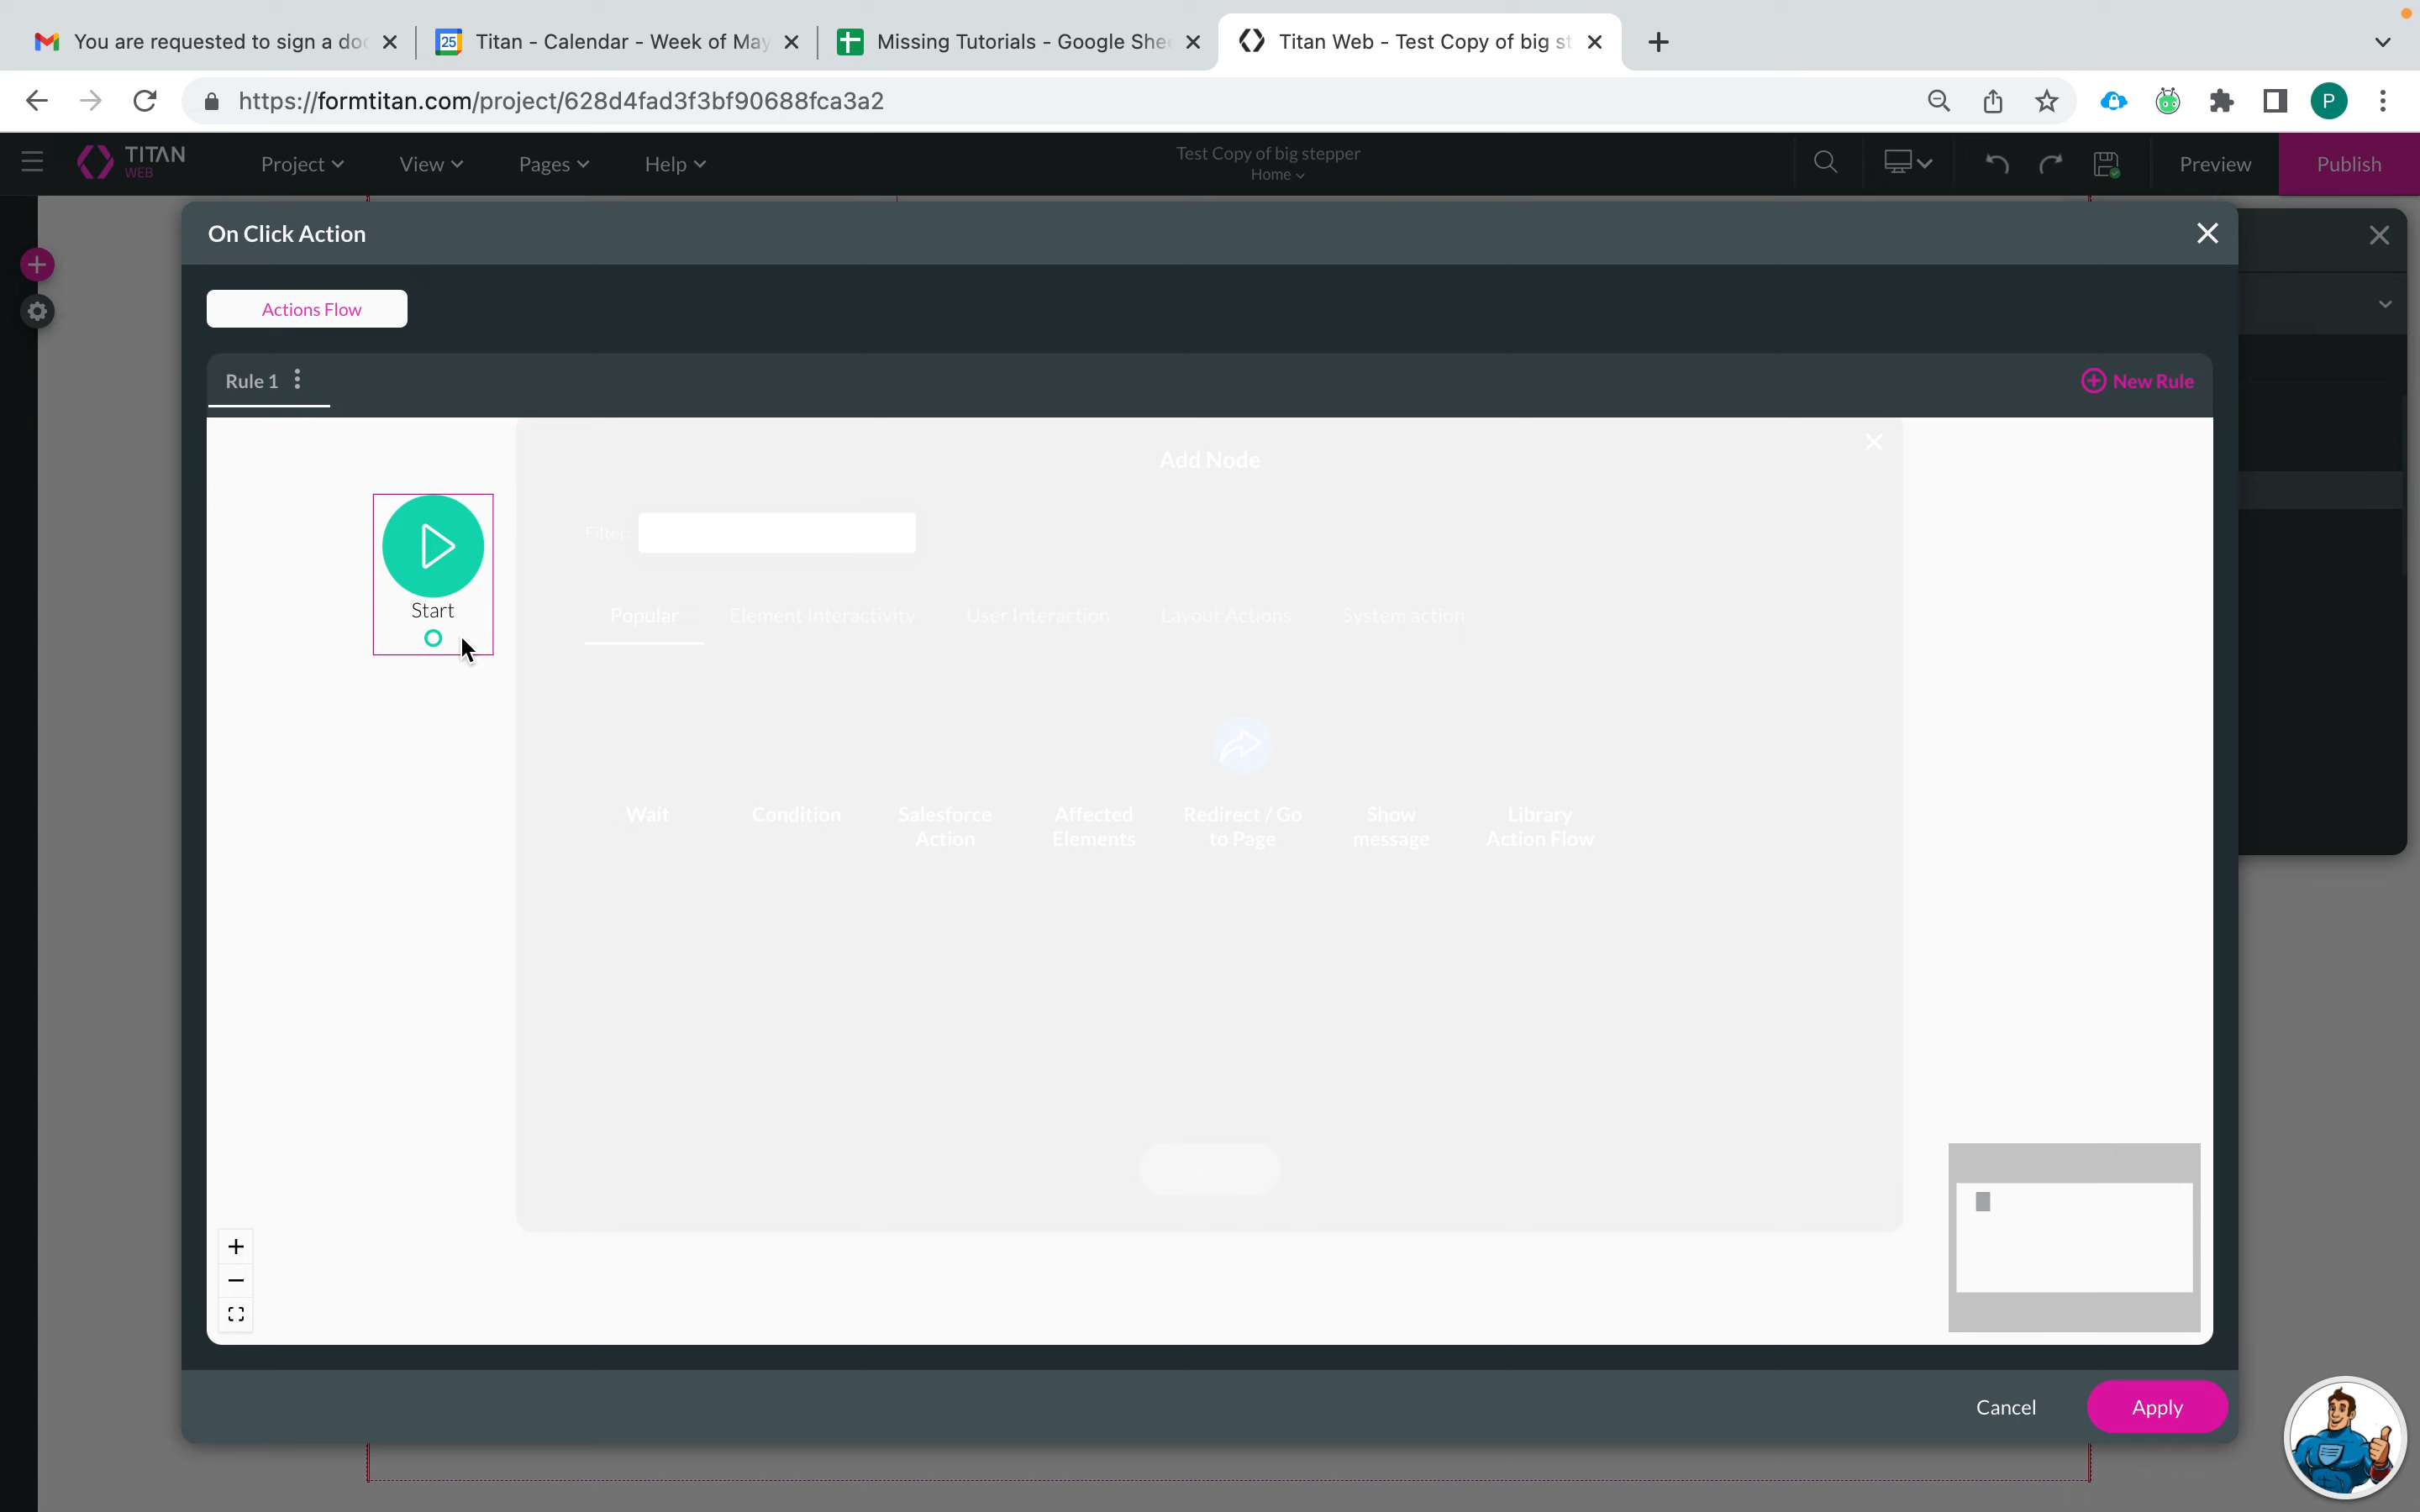 You are requested to sign a doc
Titan - Calendar - Week of May
Missing Tutorials - Google She
Titan Web - Test Copy of big st
https://formtitan.com/project/628d4fad3f3bf90688fca3a2
P
TITAN
WEB
Project
View
Pages
Help
Test Copy of big stepper
Home
Preview
Publish
On Click Action
Actions Flow
Rule 1
New Rule
Add Node
Filter:
Start
Popular
Element Interactivity
User Interaction
Layout Actions
System action
Wait
Condition
Salesforce
Action
Affected
Elements
Redirect / Go
to Page
Show
message
Library
Action Flow
Cancel
Apply